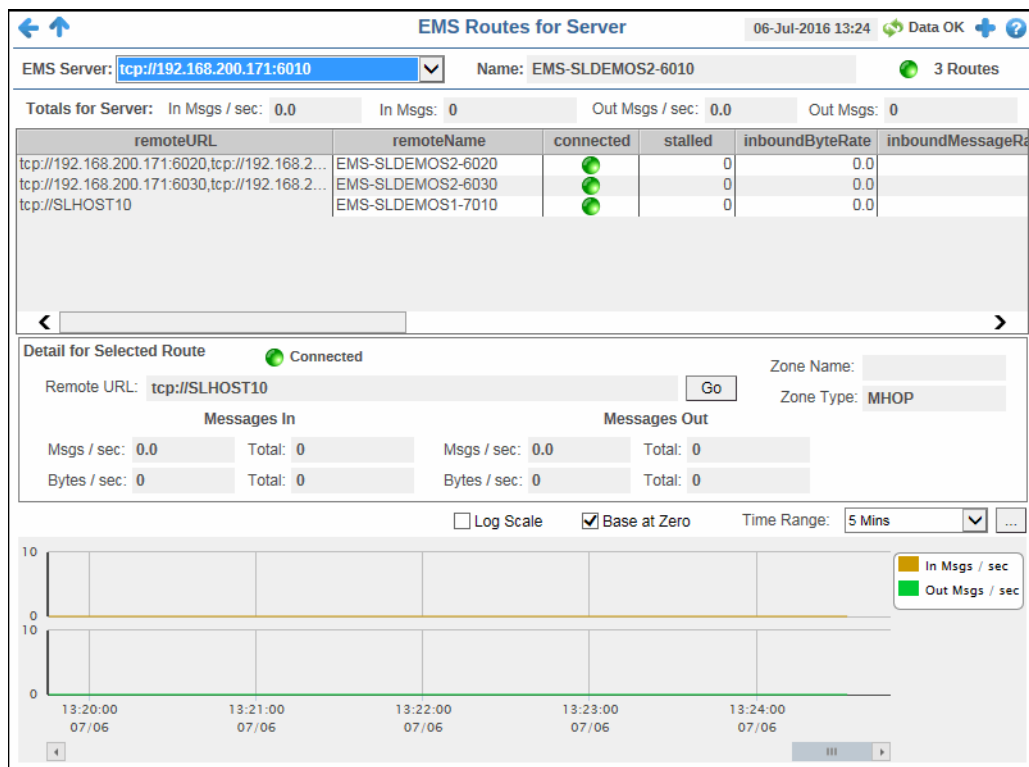 EMS Routes for Server 06-Jul-2016 13:24 Data OK
EMS Server: tcp://192.168.200.171:6010 Name: EMS-SLDEMOS2-6010 3 Routes
Totals for Server: In Msgs / sec: 0.0 In Msgs: 0 Out Msgs / sec: 0.0 Out Msgs: 0
remoteURL remoteName connected stalled inboundByteRate inboundMessageRa
tcp://192.168.200.171:6020,tcp://192.168.2... EMS-SLDEMOS2-6020 0 0.0
tcp://192.168.200.171:6030,tcp://192.168.2... EMS-SLDEMOS2-6030 0 0.0
tcp://SLHOST10 EMS-SLDEMOS1-7010 0 0.0
Detail for Selected Route Connected
Zone Name:
Remote URL: tcp://SLHOST10 Go
Zone Type: MHOP
Messages In Messages Out
Msgs / sec: 0.0 Total: 0 Msgs / sec: 0.0 Total: 0
Bytes / sec: 0 Total: 0 Bytes / sec: 0 Total: 0
Log Scale Base at Zero Time Range: 5 Mins ...
10
In Msgs / sec
Out Msgs / sec
0
10
0
13:20:00 13:21:00 13:22:00 13:23:00 13:24:00
07/06 07/06 07/06 07/06 07/06